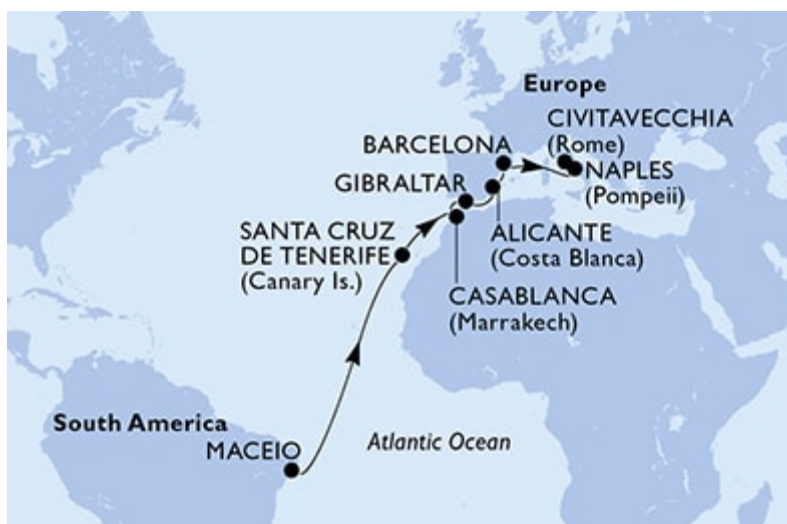 Europe
CIVITAVECCHIA
(Rome)
BARCELONA
NAPLES
(Pompeii)
GIBRALTAR
ALICANTE
(Costa Blanca)
SANTA CRUZ
DE TENERIFE
(Canary Is.)
CASABLANCA
(Marrakech)
South America
MACEIO
Atlantic Ocean